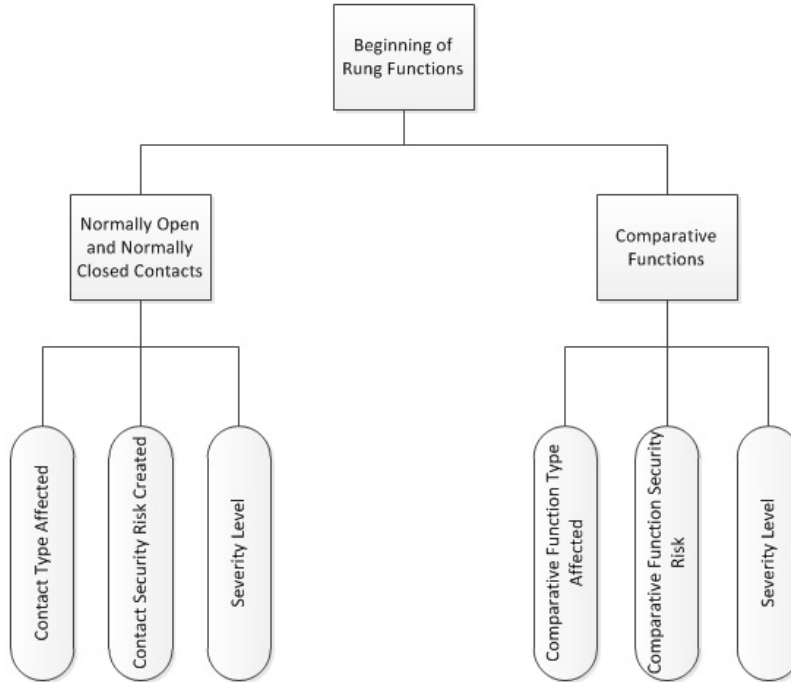 Beginning of
Rung Functions
Normally Open
and Normally
Closed Contacts
Comparative
Functions
Contact Type Affected
Contact Security Risk Created
Severity Level
Comparative Function Type
Affected
Comparative Function Security
Risk
Severity Level